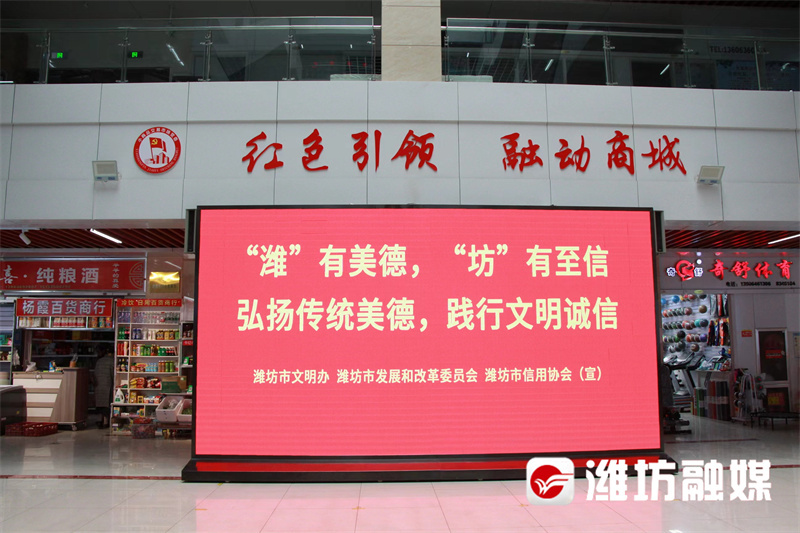 红色引领 融动商城
“潍”有美德，“坊”有至信
弘扬传统美德，践行文明诚信
潍坊市文明办 潍坊市发展和改革委员会 潍坊市信用协会（宣）
纯粮酒
杨霞百货商行
奇舒体育
潍坊融媒